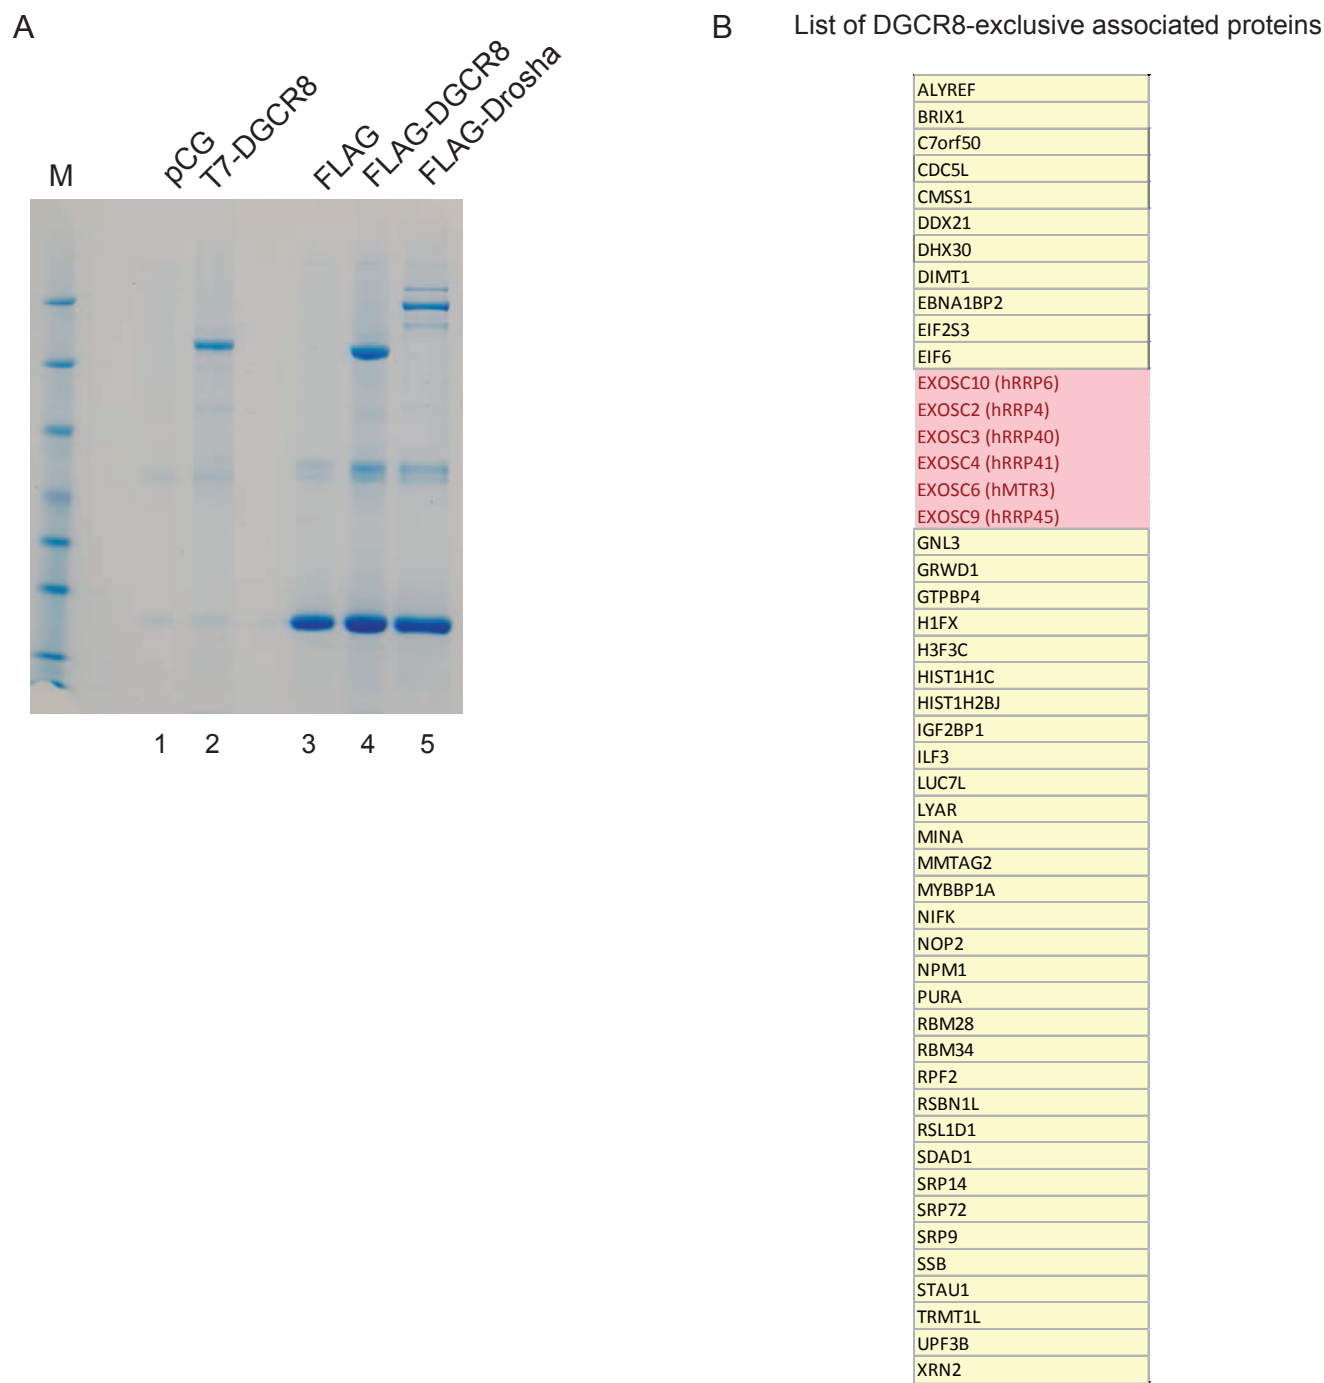 A
M
pCG
T7-DGCR8
FLAG
FLAG-DGCR8
FLAG-Drosha
1 2 3 4 5
B
List of DGCR8-exclusive associated proteins
ALYREF
BRIX1
C7orf50
CDC5L
CMSS1
DDX21
DHX30
DIMT1
EBNA1BP2
EIF2S3
EIF6
EXOSC10 (hRRP6)
EXOSC2 (hRRP4)
EXOSC3 (hRRP40)
EXOSC4 (hRRP41)
EXOSC6 (hMTR3)
EXOSC9 (hRRP45)
GNL3
GRWD1
GTPBP4
H1FX
H3F3C
HIST1H1C
HIST1H2BJ
IGF2BP1
ILF3
LUC7L
LYAR
MINA
MMTAG2
MYBBP1A
NIFK
NOP2
NPM1
PURA
RBM28
RBM34
RPF2
RSBN1L
RSL1D1
SDAD1
SRP14
SRP72
SRP9
SSB
STAU1
TRMT1L
UPF3B
XRN2